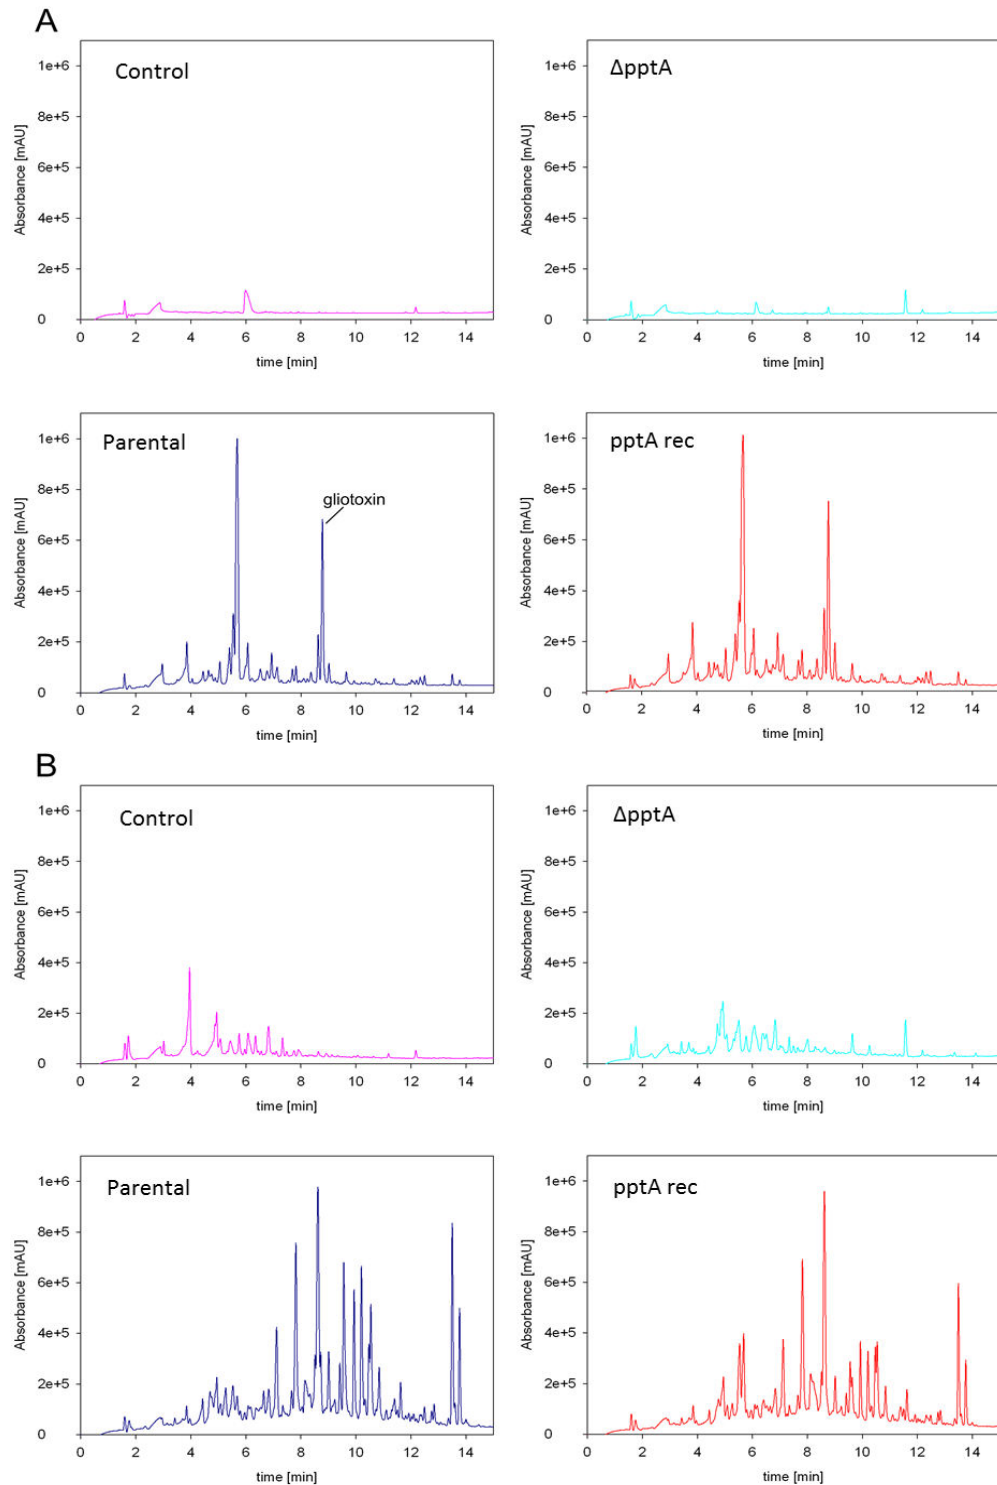 A
Control
Absorbance [mAU]
1e+6
8e+5
6e+5
4e+5
2e+5
0
0 2 4 6 8 10 12 14
time [min]
ΔpptA
Absorbance [mAU]
1e+6
8e+5
6e+5
4e+5
2e+5
0
0 2 4 6 8 10 12 14
time [min]
Parental
gliotoxin
Absorbance [mAU]
1e+6
8e+5
6e+5
4e+5
2e+5
0
0 2 4 6 8 10 12 14
time [min]
pptA rec
Absorbance [mAU]
1e+6
8e+5
6e+5
4e+5
2e+5
0
0 2 4 6 8 10 12 14
time [min]
B
Control
Absorbance [mAU]
1e+6
8e+5
6e+5
4e+5
2e+5
0
0 2 4 6 8 10 12 14
time [min]
ΔpptA
Absorbance [mAU]
1e+6
8e+5
6e+5
4e+5
2e+5
0
0 2 4 6 8 10 12 14
time [min]
Parental
Absorbance [mAU]
1e+6
8e+5
6e+5
4e+5
2e+5
0
0 2 4 6 8 10 12 14
time [min]
pptA rec
Absorbance [mAU]
1e+6
8e+5
6e+5
4e+5
2e+5
0
0 2 4 6 8 10 12 14
time [min]